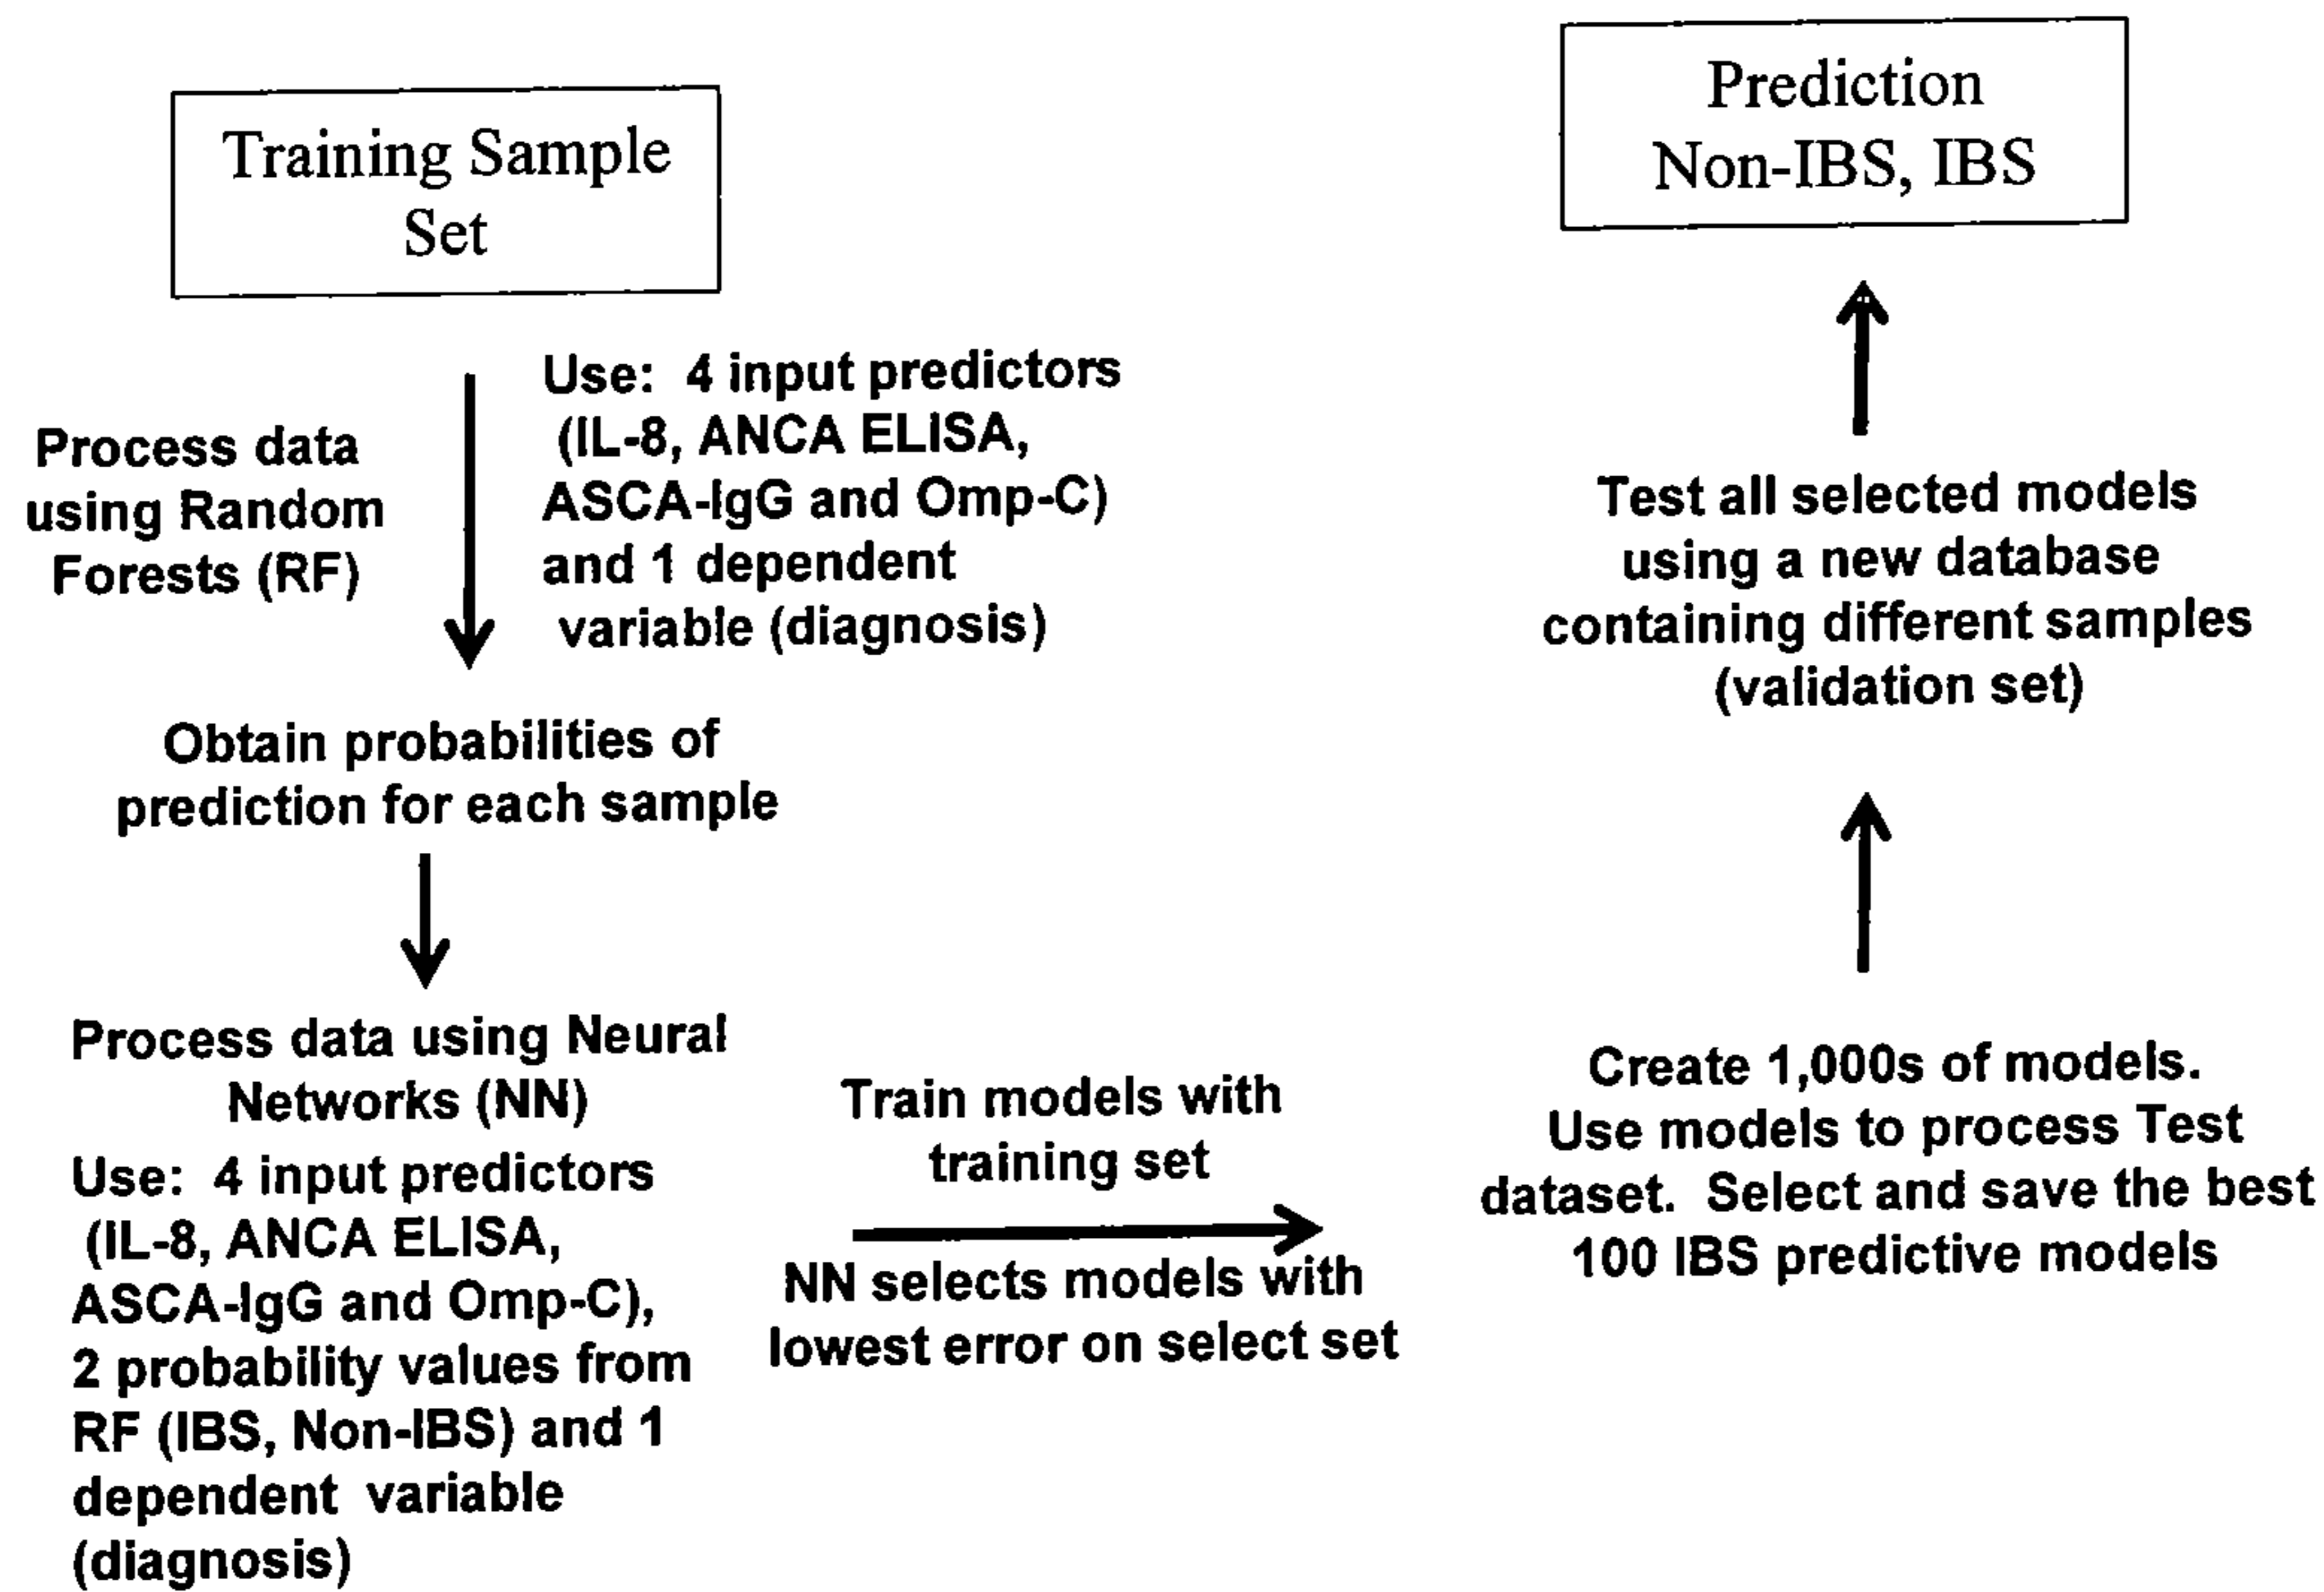 Training Sample
Set
Process data
using Random
Forests (RF)
Use:  4 input predictors
(IL-8, ANCA ELISA,
ASCA-IgG and Omp-C)
and 1 dependent
variable (diagnosis)
Obtain probabilities of
prediction for each sample
Process data using Neural
Networks (NN)
Use:  4 input predictors
(IL-8, ANCA ELISA,
ASCA-IgG and Omp-C),
2 probability values from
RF (IBS, Non-IBS) and 1
dependent  variable
(diagnosis)
Train models with
training set
NN selects models with
lowest error on select set
Create 1,000s of models.
Use models to process Test
dataset.  Select and save the best
100 IBS predictive models
Test all selected models
using a new database
containing different samples
(validation set)
Prediction
Non-IBS, IBS